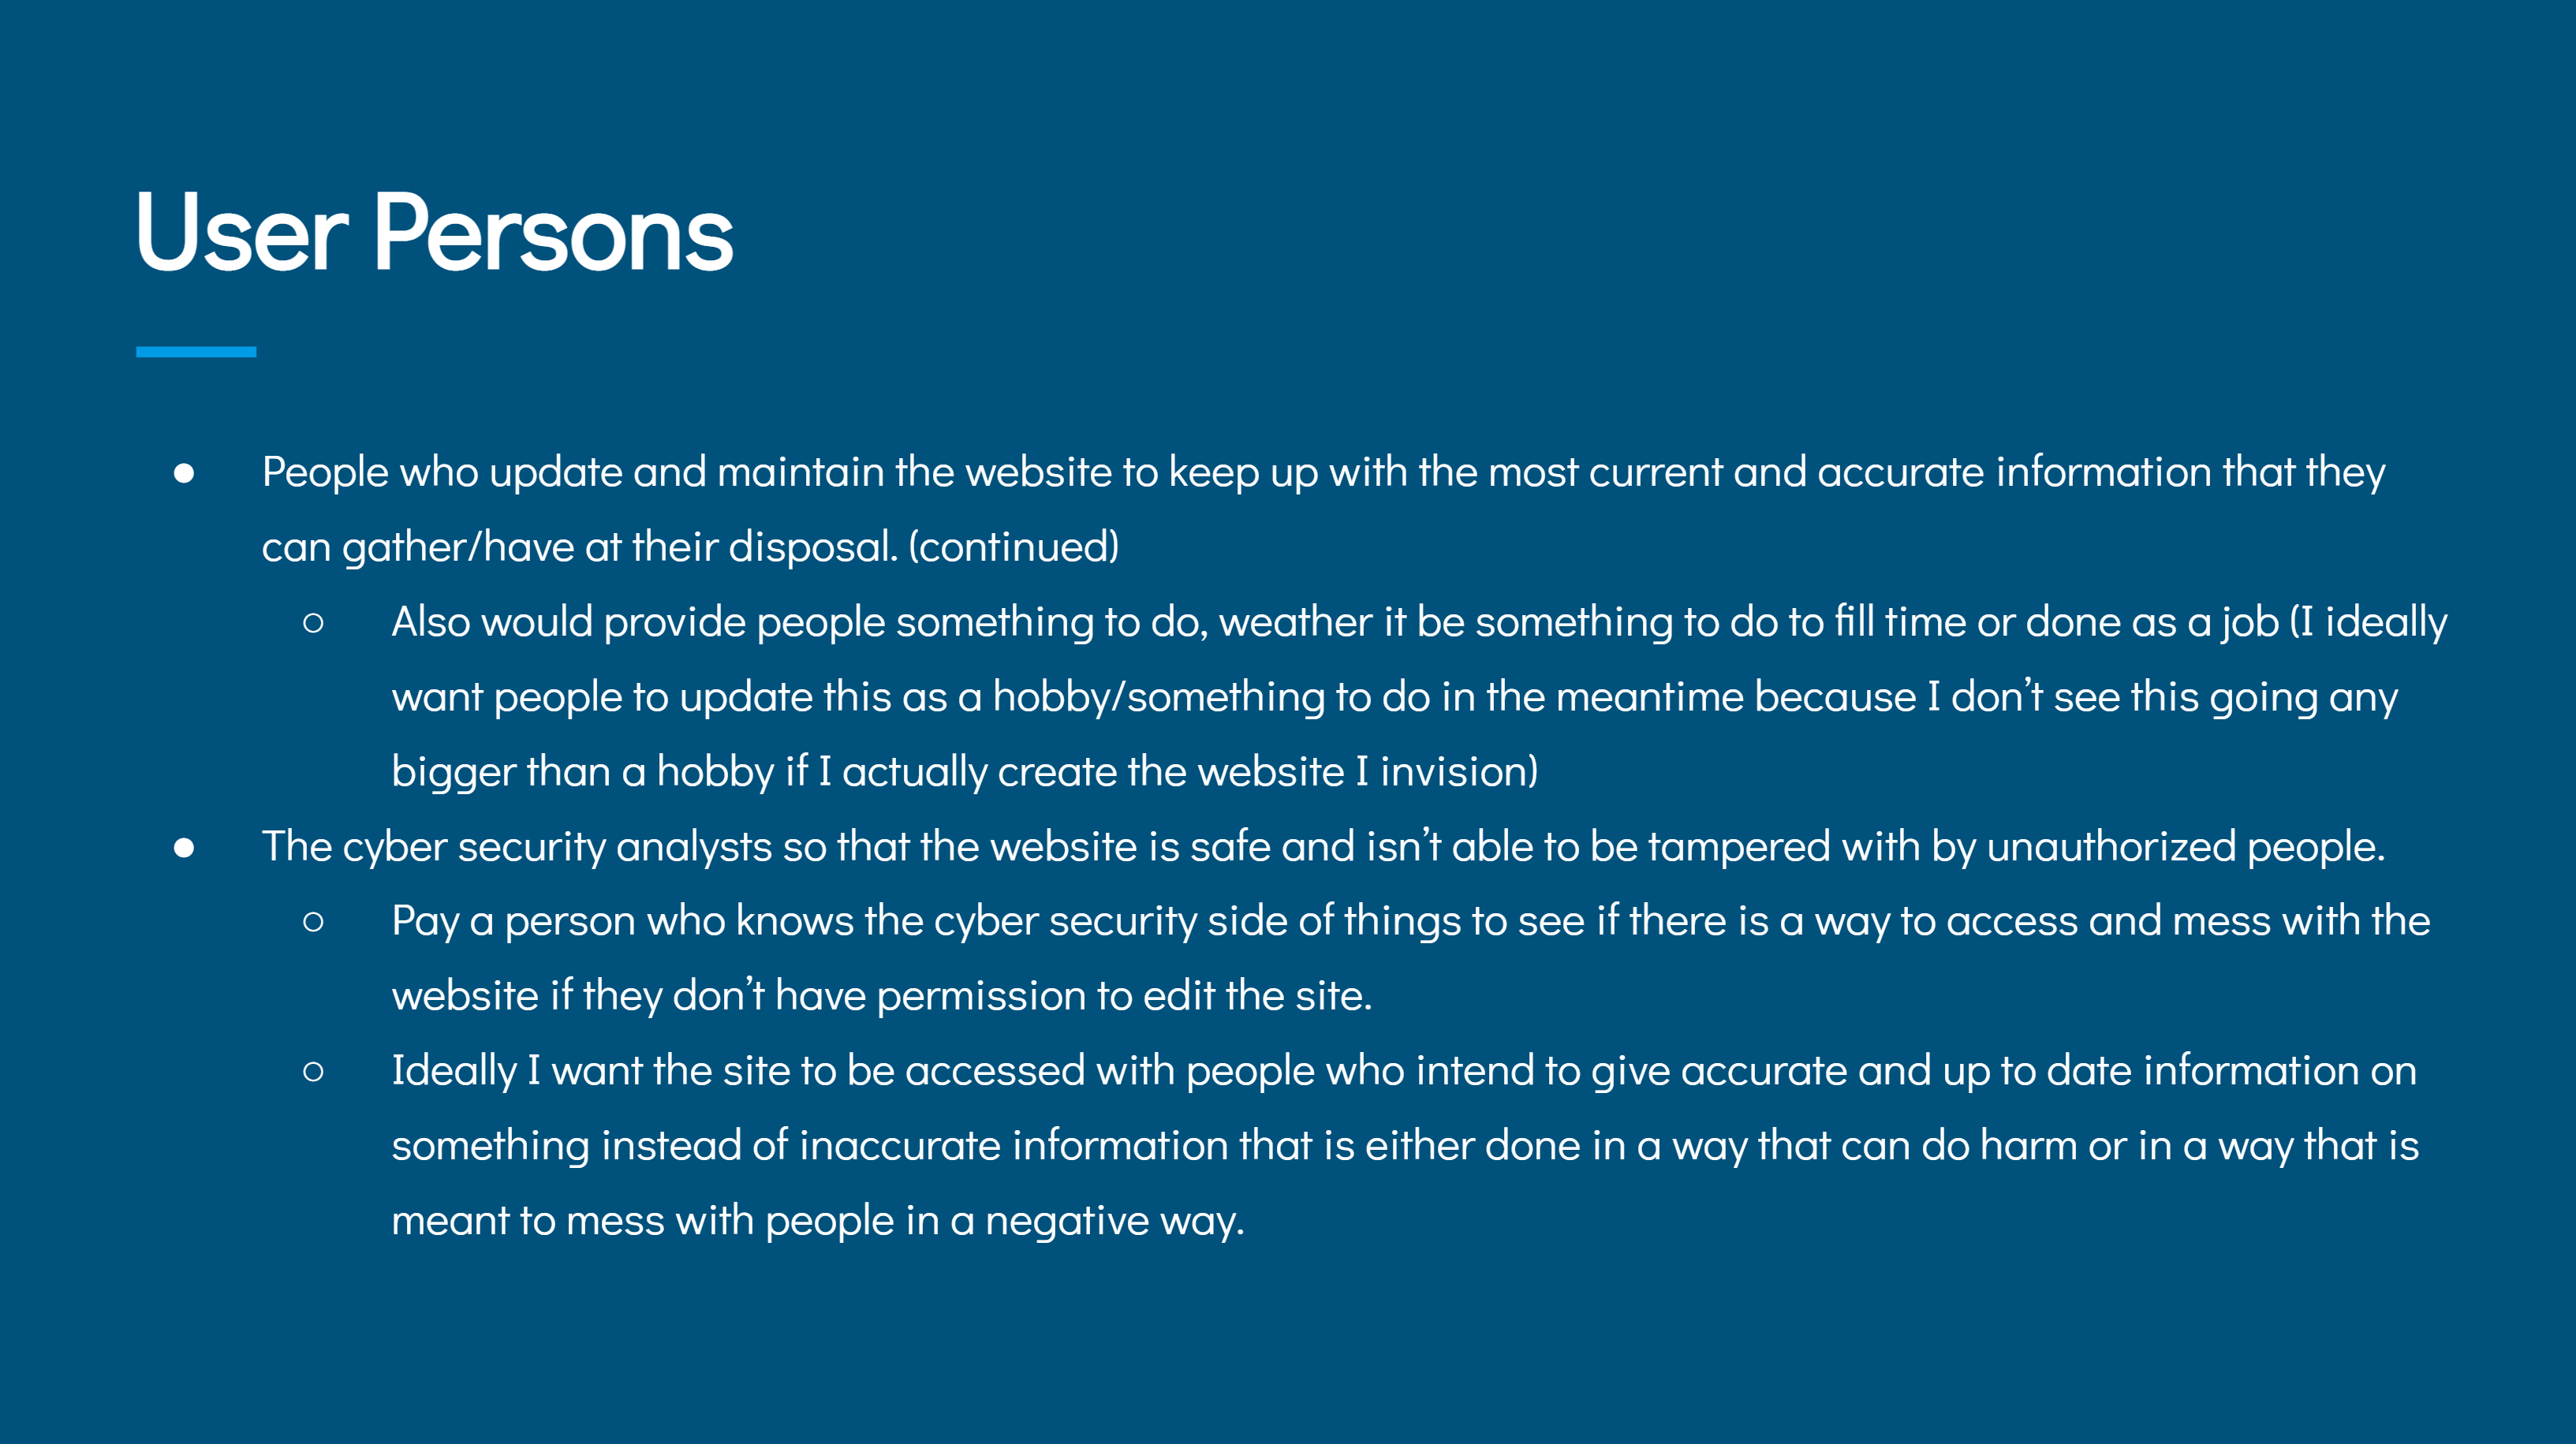 User Persons
● People who update and maintain the website to keep up with the most current and accurate information that they
can gather/have at their disposal. (continued)
○ Also would provide people something to do, weather it be something to do to fill time or done as a job (I ideally
want people to update this as a hobby/something to do in the meantime because I don’t see this going any
bigger than a hobby if I actually create the website I invision)
● The cyber security analysts so that the website is safe and isn’t able to be tampered with by unauthorized people.
○ Pay a person who knows the cyber security side of things to see if there is a way to access and mess with the
website if they don’t have permission to edit the site.
○ Ideally I want the site to be accessed with people who intend to give accurate and up to date information on
something instead of inaccurate information that is either done in a way that can do harm or in a way that is
meant to mess with people in a negative way.